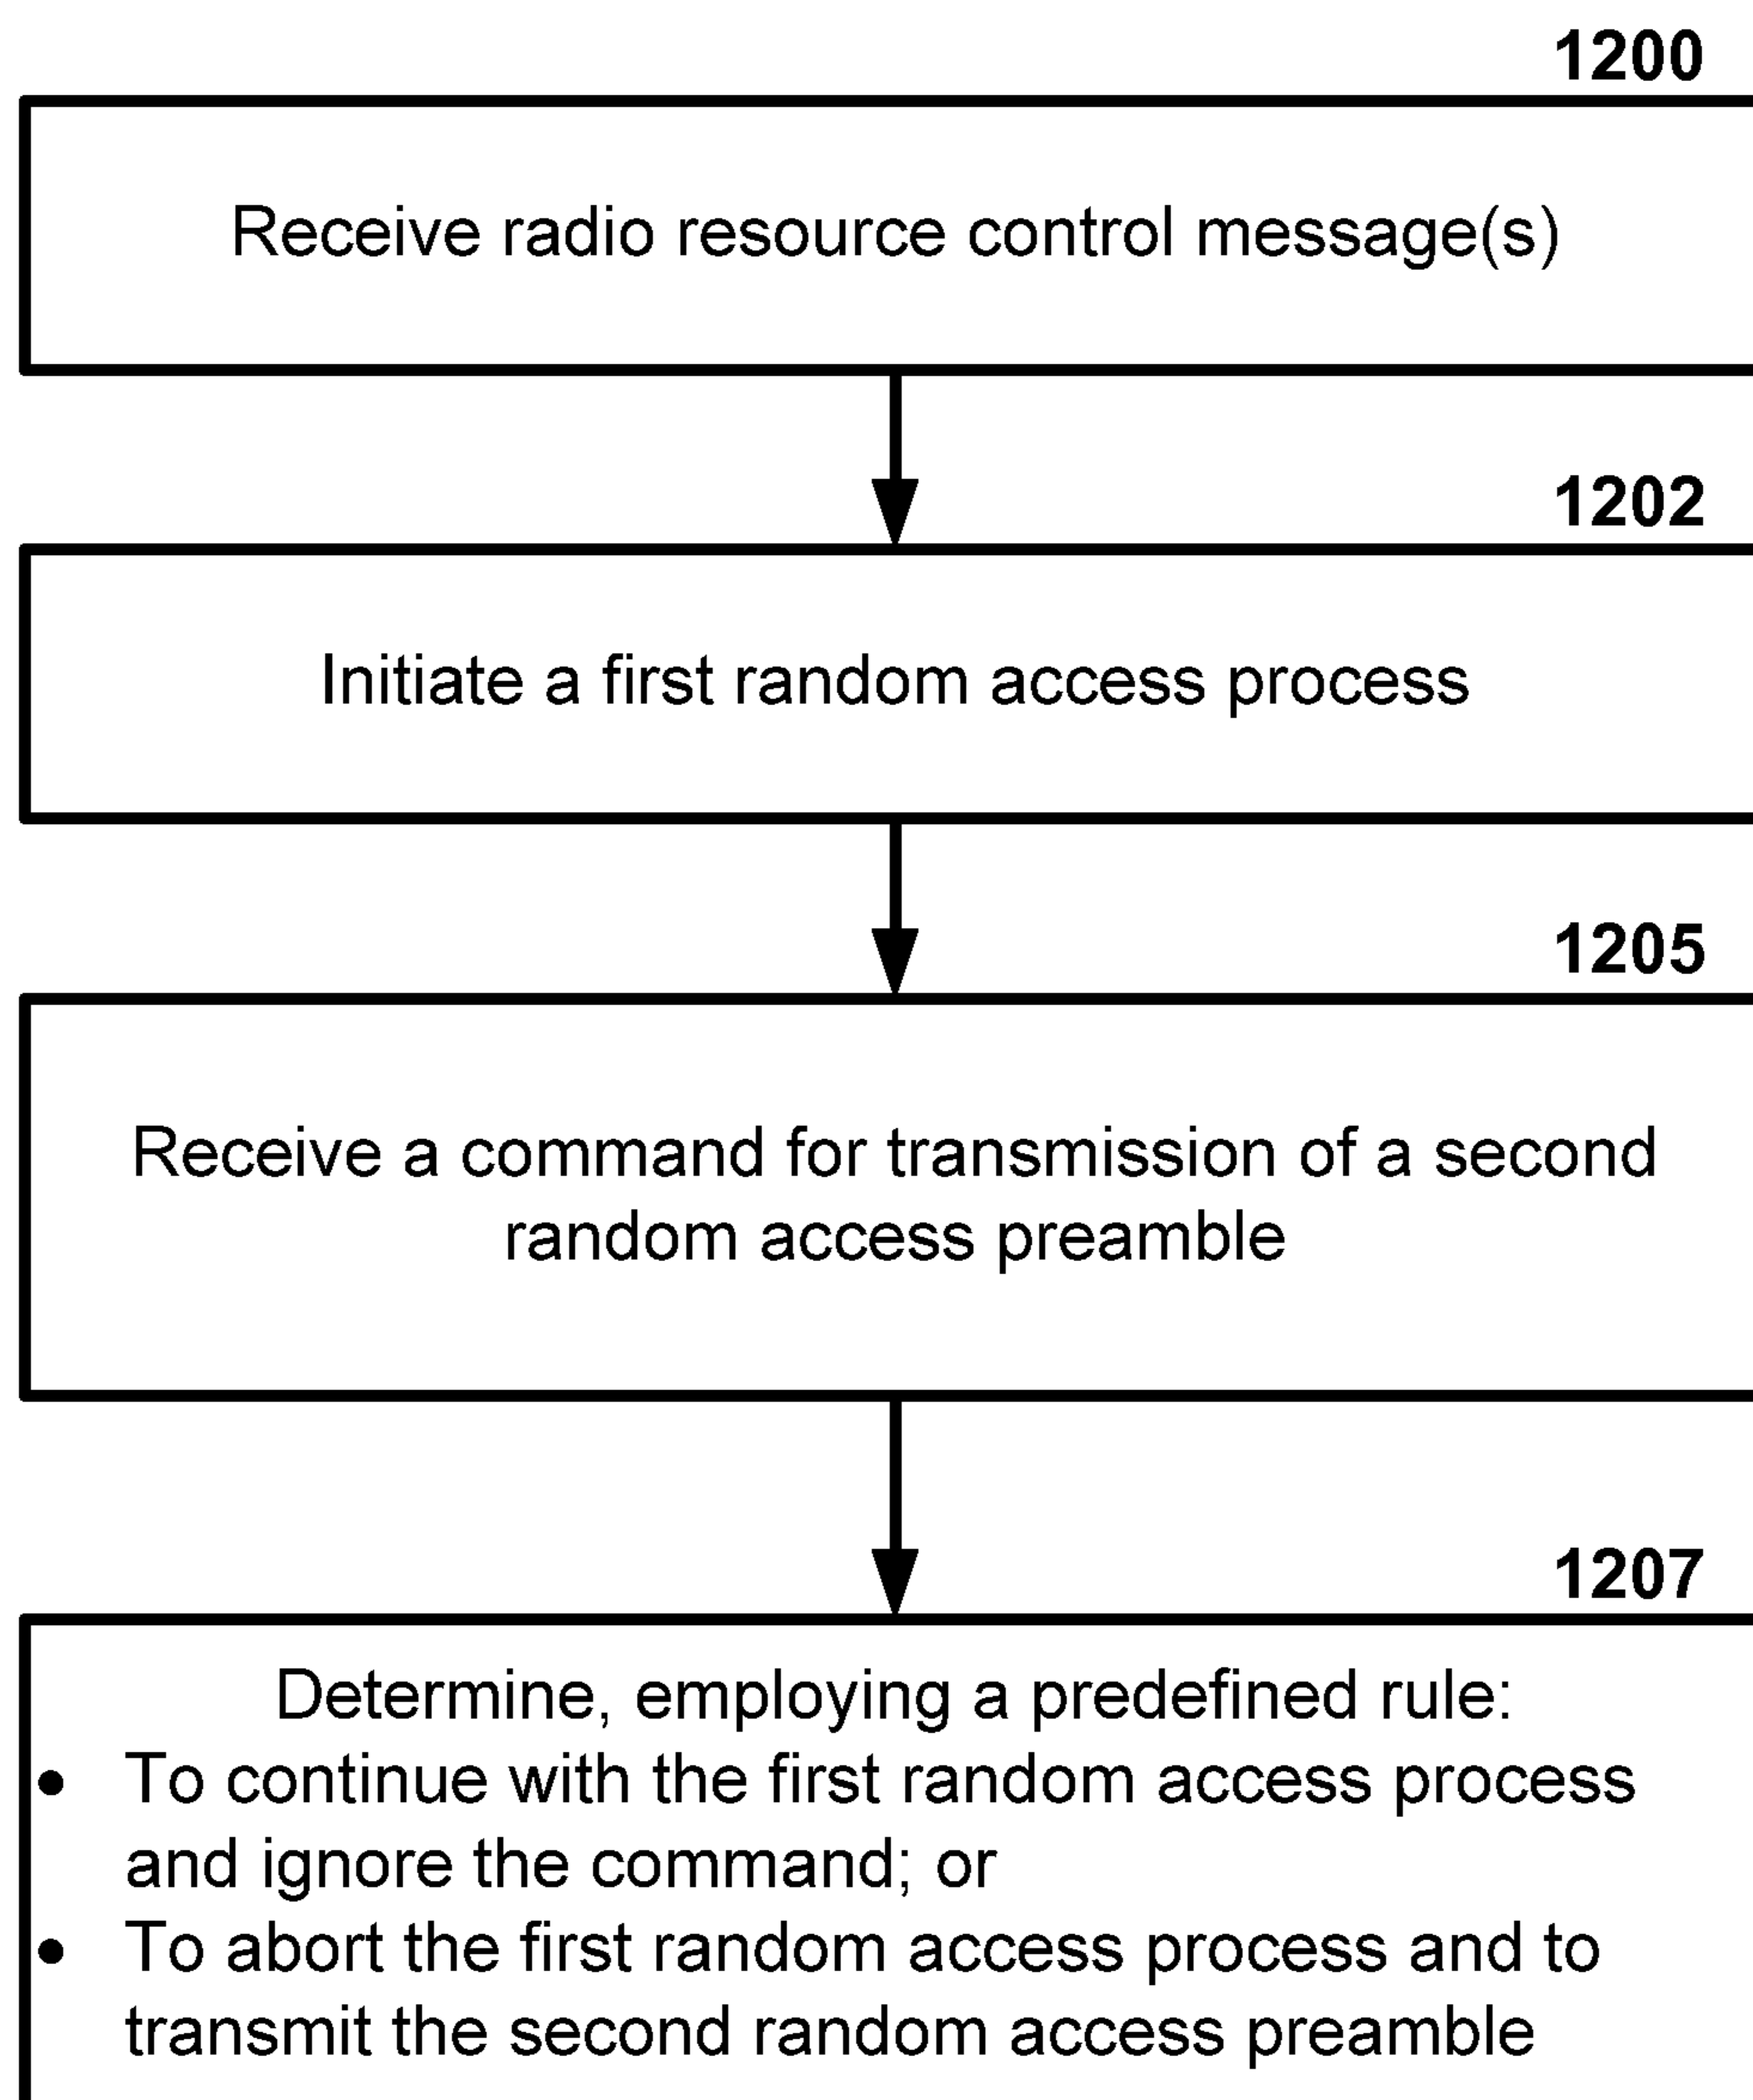 1200
Receive radio resource control message(s)
1202
Initiate a first random access process
1205
Receive a command for transmission of a second
random access preamble
1207
Determine, employing a predefined rule:
• To continue with the first random access process
and ignore the command; or
• To abort the first random access process and to
transmit the second random access preamble